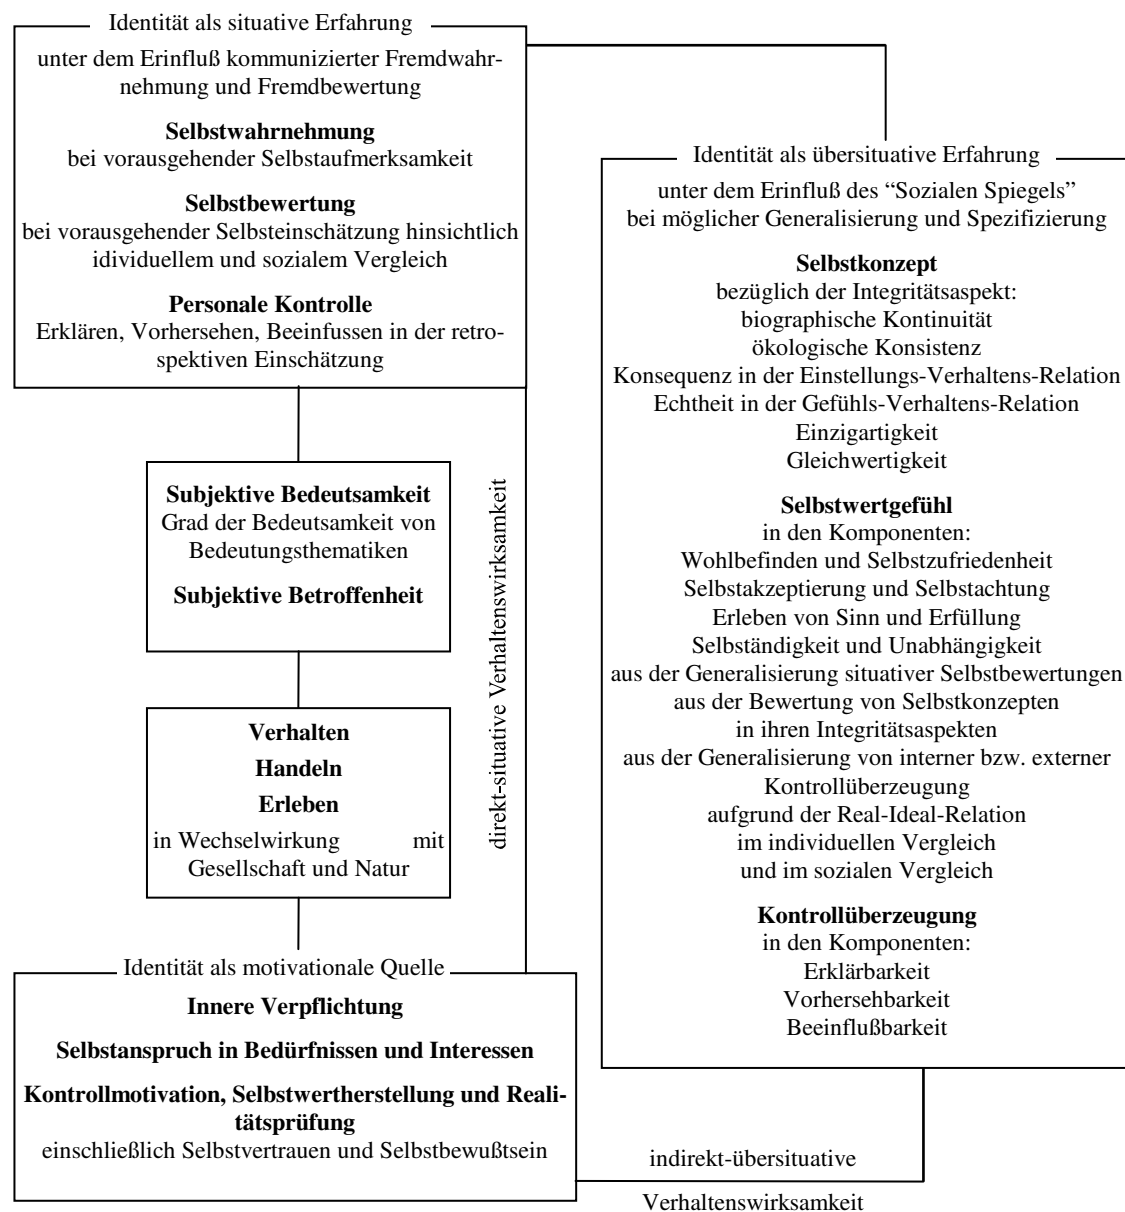 Identität als situative Erfahrung
unter dem Erinfluß kommunizierter Fremdwahr-
nehmung und Fremdbewertung
Selbstwahrnehmung
bei vorausgehender Selbstaufmerksamkeit
Selbstbewertung
bei vorausgehender Selbsteinschätzung hinsichtlich
idividuellem und sozialem Vergleich
Personale Kontrolle
Erklären, Vorhersehen, Beeinfussen in der retro-
spektiven Einschätzung
Subjektive Bedeutsamkeit
Grad der Bedeutsamkeit von
Bedeutungsthematiken
Subjektive Betroffenheit
Verhalten
Handeln
Erleben
in Wechselwirkung mit
Gesellschaft und Natur
direkt-situative Verhaltenswirksamkeit
Identität als motivationale Quelle
Innere Verpflichtung
Selbstanspruch in Bedürfnissen und Interessen
Kontrollmotivation, Selbstwertherstellung und Reali-
tätsprüfung
einschließlich Selbstvertrauen und Selbstbewußtsein
Identität als übersituative Erfahrung
unter dem Erinfluß des “Sozialen Spiegels”
bei möglicher Generalisierung und Spezifizierung
Selbstkonzept
bezüglich der Integritätsaspekt:
biographische Kontinuität
ökologische Konsistenz
Konsequenz in der Einstellungs-Verhaltens-Relation
Echtheit in der Gefühls-Verhaltens-Relation
Einzigartigkeit
Gleichwertigkeit
Selbstwertgefühl
in den Komponenten:
Wohlbefinden und Selbstzufriedenheit
Selbstakzeptierung und Selbstachtung
Erleben von Sinn und Erfüllung
Selbständigkeit und Unabhängigkeit
aus der Generalisierung situativer Selbstbewertungen
aus der Bewertung von Selbstkonzepten
in ihren Integritätsaspekten
aus der Generalisierung von interner bzw. externer
Kontrollüberzeugung
aufgrund der Real-Ideal-Relation
im individuellen Vergleich
und im sozialen Vergleich
Kontrollüberzeugung
in den Komponenten:
Erklärbarkeit
Vorhersehbarkeit
Beeinflußbarkeit
indirekt-übersituative
Verhaltenswirksamkeit